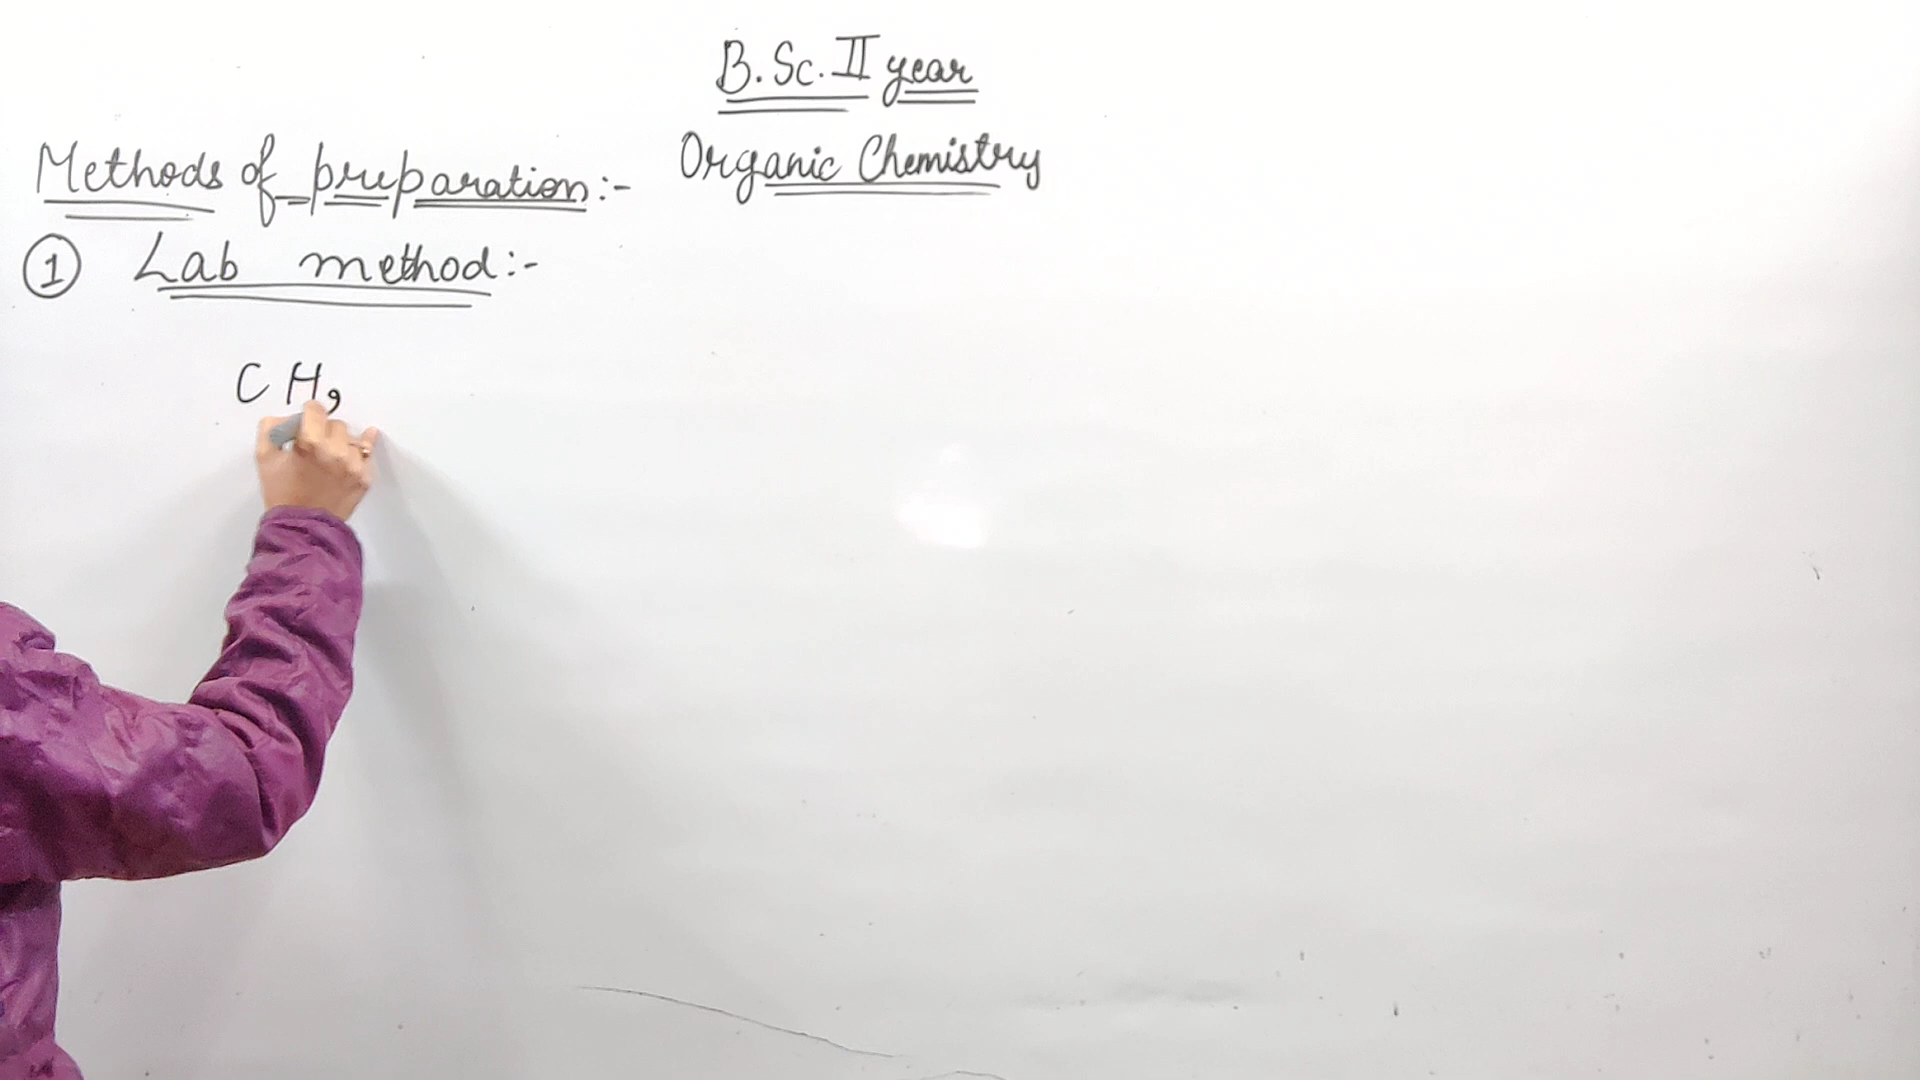 B.Sc. II year
Organic Chemistry
Methods of preparation:-
① Lab method:-
CH